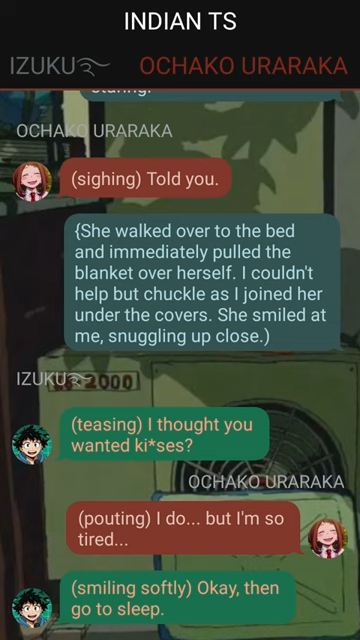 INDIAN TS
IZUKU࿐ OCHAKO URARAKA
staring.
OCHAKO URARAKA
(sighing) Told you.
{She walked over to the bed
and immediately pulled the
blanket over herself. I couldn't
help but chuckle as I joined her
under the covers. She smiled at
me, snuggling up close.)
IZUKU࿐
2000
(teasing) I thought you
wanted ki*ses?
OCHAKO URARAKA
(pouting) I do... but I'm so
tired...
(smiling softly) Okay, then
go to sleep.